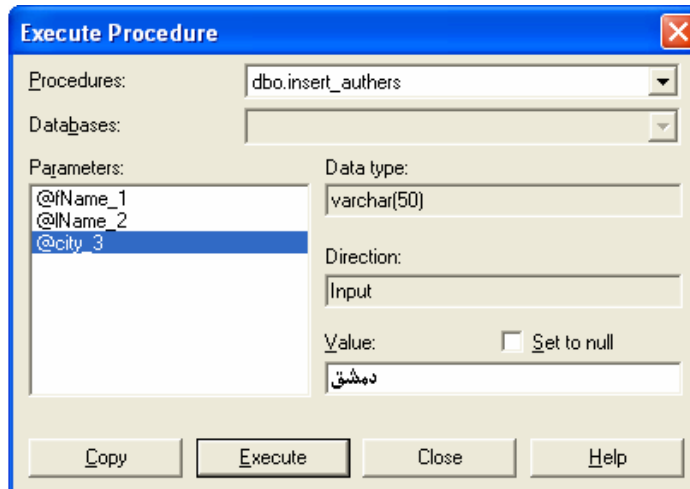 Execute Procedure
Procedures:
dbo.insert_authers
Databases:
Parameters:
@fName_1
@lName_2
@city_3
Data type:
varchar(50)
Direction:
Input
Value:
Set to null
دمشق
Copy
Execute
Close
Help